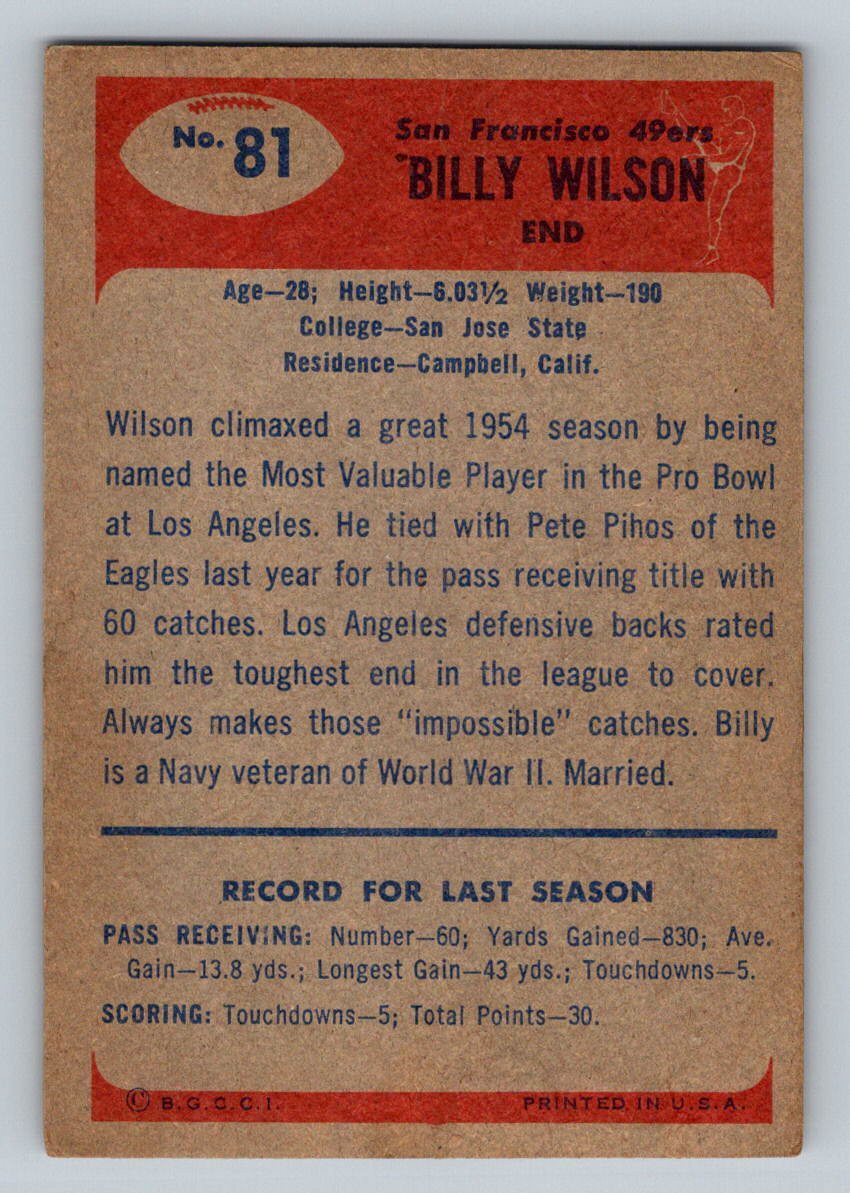 No. 81
San Francisco 49ers
BILLY WILSON
END
Age—28; Height—6.03½ Weight—190
College—San Jose State
Residence—Campbell, Calif.
Wilson climaxed a great 1954 season by being
named the Most Valuable Player in the Pro Bowl
at Los Angeles. He tied with Pete Pihos of the
Eagles last year for the pass receiving title with
60 catches. Los Angeles defensive backs rated
him the toughest end in the league to cover.
Always makes those "impossible" catches. Billy
is a Navy veteran of World War II. Married.
RECORD FOR LAST SEASON
PASS RECEIVING: Number—60; Yards Gained—830; Ave.
Gain—13.8 yds.; Longest Gain—43 yds.; Touchdowns—5.
SCORING: Touchdowns—5; Total Points—30.
© B.G.C.C.I. PRINTED IN U.S.A.